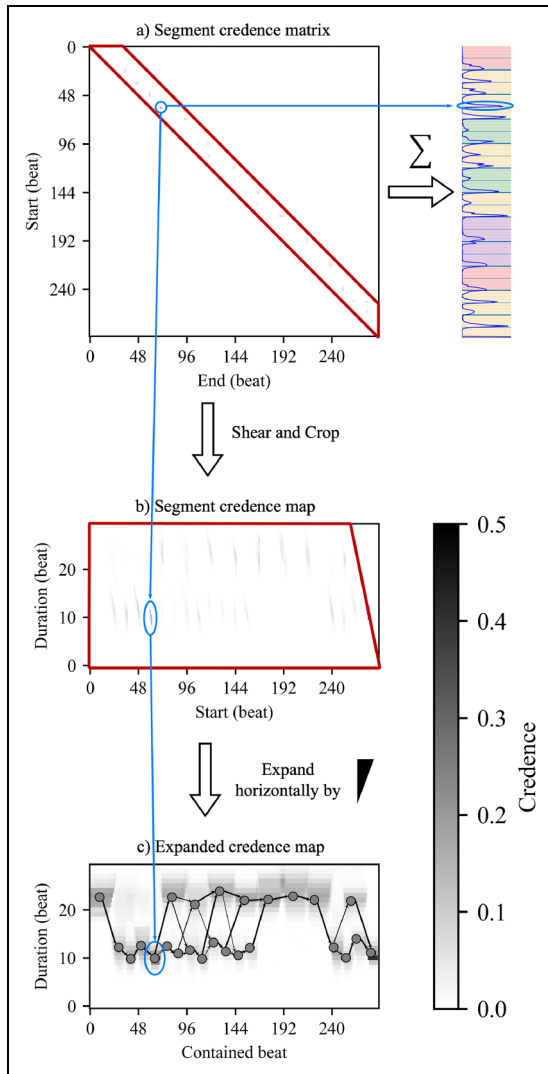 a) Segment credence matrix
0
48
96
144
192
240
Start (beat)
0 48 96 144 192 240
End (beat)
∑
Shear and Crop
b) Segment credence map
20
10
0
Duration (beat)
0 48 96 144 192 240
Start (beat)
Expand
horizontally by
c) Expanded credence map
20
10
0
Duration (beat)
0 48 96 144 192 240
Contained beat
0.5
0.4
0.3
0.2
0.1
0.0
Credence